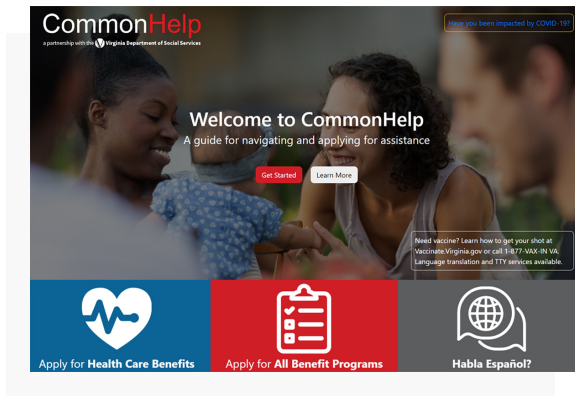 CommonHelp
a partnership with the Virginia Department of Social Services
Have you been impacted by COVID-19?
Welcome to CommonHelp
A guide for navigating and applying for assistance
Get Started
Learn More
Need vaccine? Learn how to get your shot at
Vaccinate.Virginia.gov or call 1-877-VAX-IN VA.
Language translation and TTY services available.
Apply for Health Care Benefits
Apply for All Benefit Programs
Habla Español?